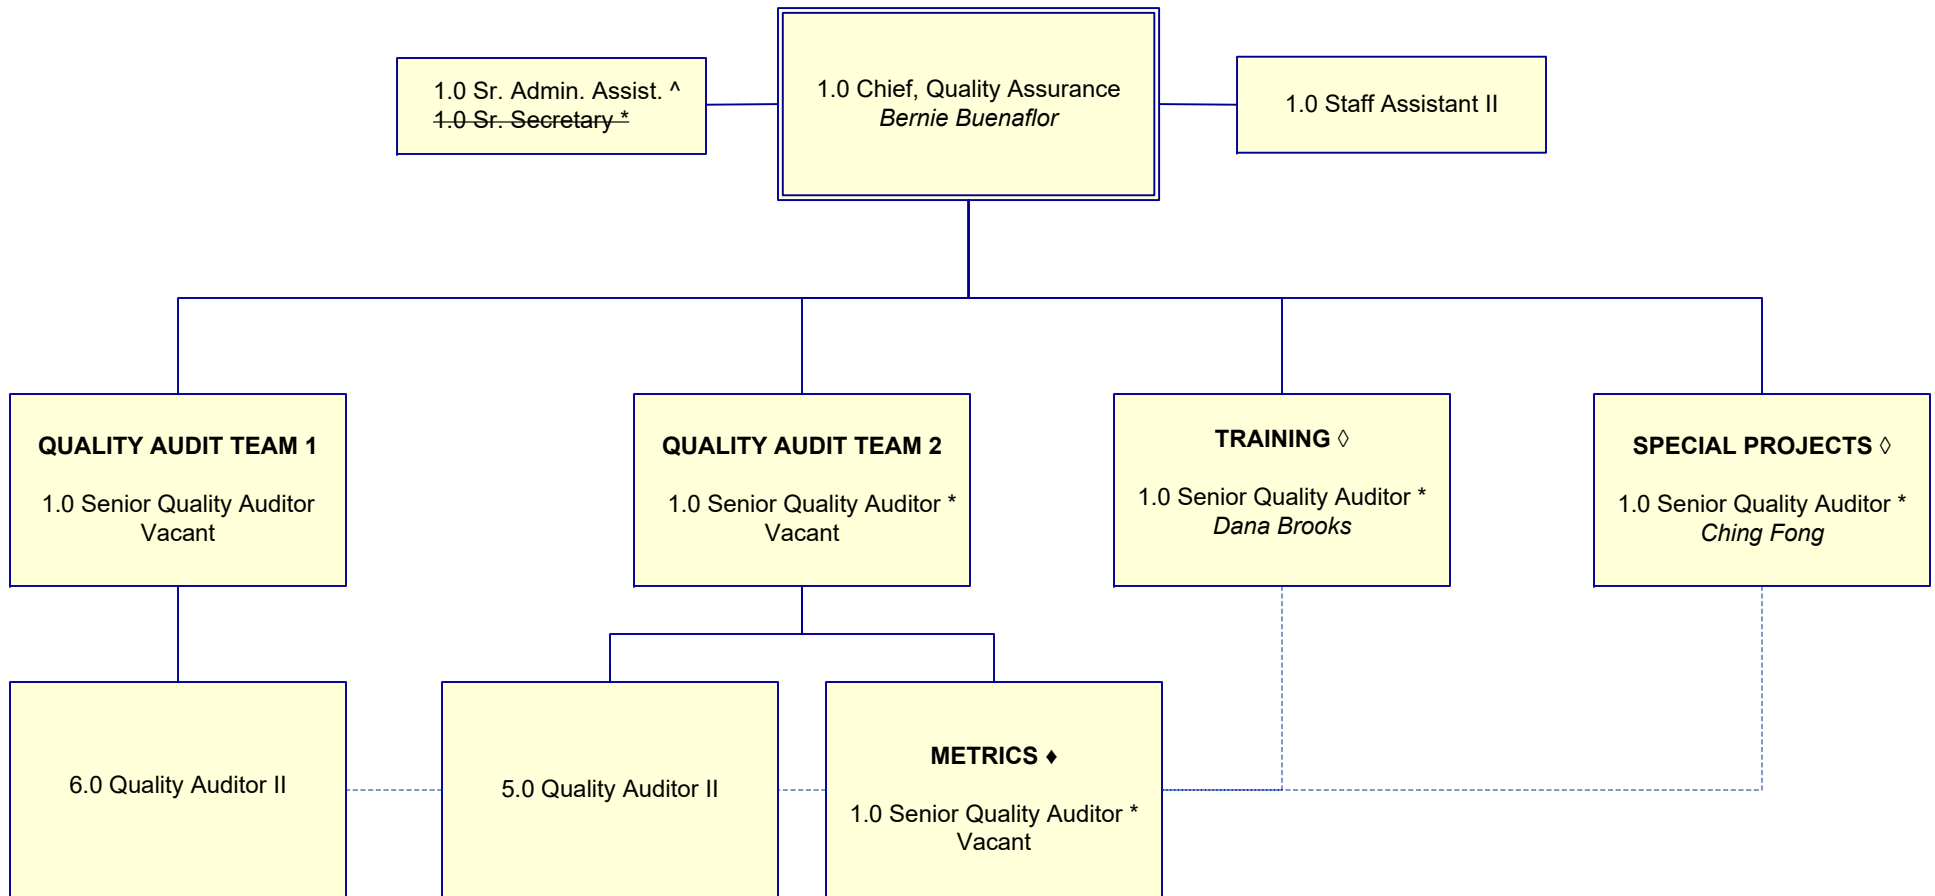 1.0 Sr. Admin. Assist. ^
1.0 Sr. Secretary *
1.0 Chief, Quality Assurance
Bernie Buenaflor
1.0 Staff Assistant II
QUALITY AUDIT TEAM 1
1.0 Senior Quality Auditor
Vacant
QUALITY AUDIT TEAM 2
1.0 Senior Quality Auditor *
Vacant
TRAINING ◊
1.0 Senior Quality Auditor *
Dana Brooks
SPECIAL PROJECTS ◊
1.0 Senior Quality Auditor *
Ching Fong
6.0 Quality Auditor II
5.0 Quality Auditor II
METRICS ♦
1.0 Senior Quality Auditor *
Vacant